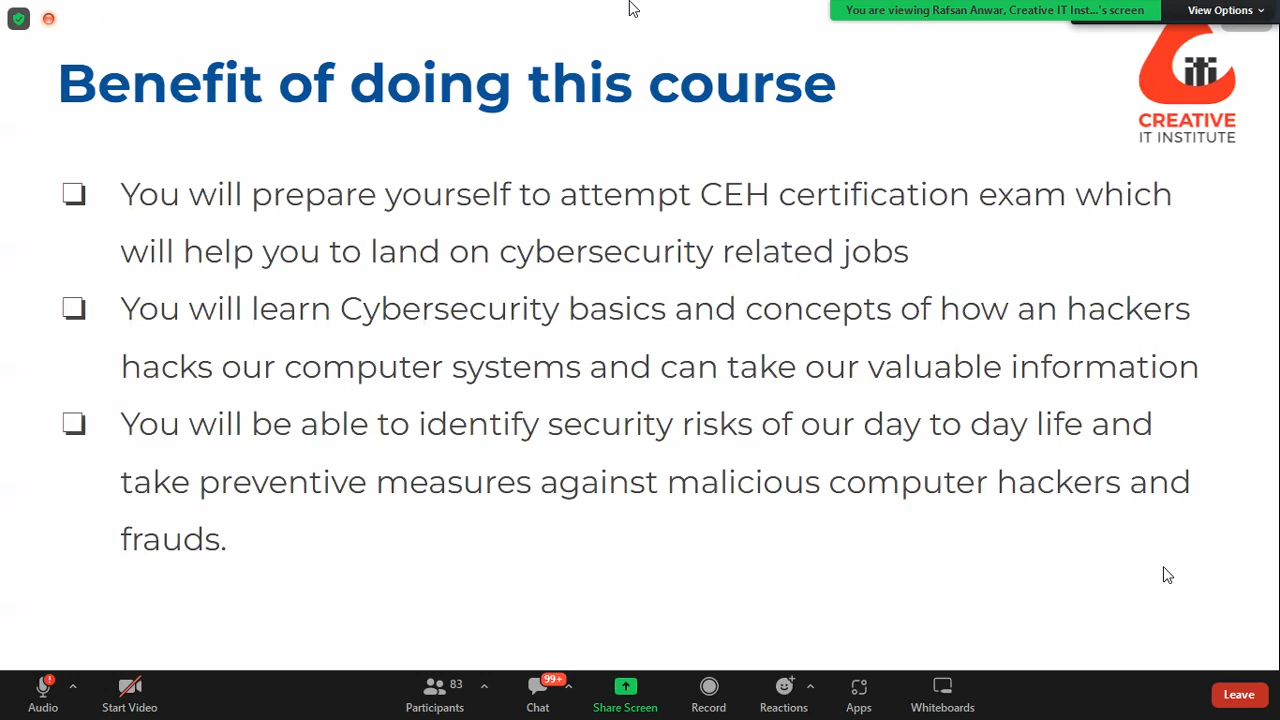 You are viewing Rafsan Anwar, Creative IT Inst...'s screen
View Options
Benefit of doing this course
iTi
CREATIVE
IT INSTITUTE
You will prepare yourself to attempt CEH certification exam which
will help you to land on cybersecurity related jobs
You will learn Cybersecurity basics and concepts of how an hackers
hacks our computer systems and can take our valuable information
You will be able to identify security risks of our day to day life and
take preventive measures against malicious computer hackers and
frauds.
Audio
Start Video
83
Participants
99+
Chat
Share Screen
Record
Reactions
Apps
Whiteboards
Leave